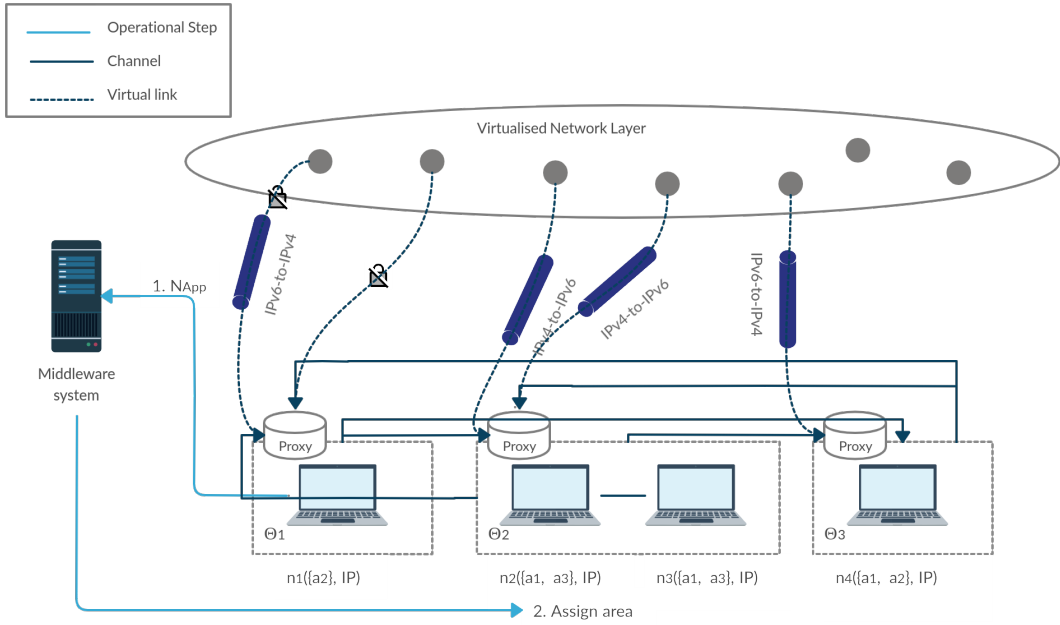 Operational Step
Channel
Virtual link
Virtualised Network Layer
IPv6-to-IPv4
IPv4-to-IPv6
IPv4-to-IPv6
IPv6-to-IPv4
1. NApp
Middleware
system
Proxy
Proxy
Proxy
Θ1
Θ2
Θ3
n1({a2}, IP)
n2({a1, a3}, IP)
n3({a1, a3}, IP)
n4({a1, a2}, IP)
2. Assign area